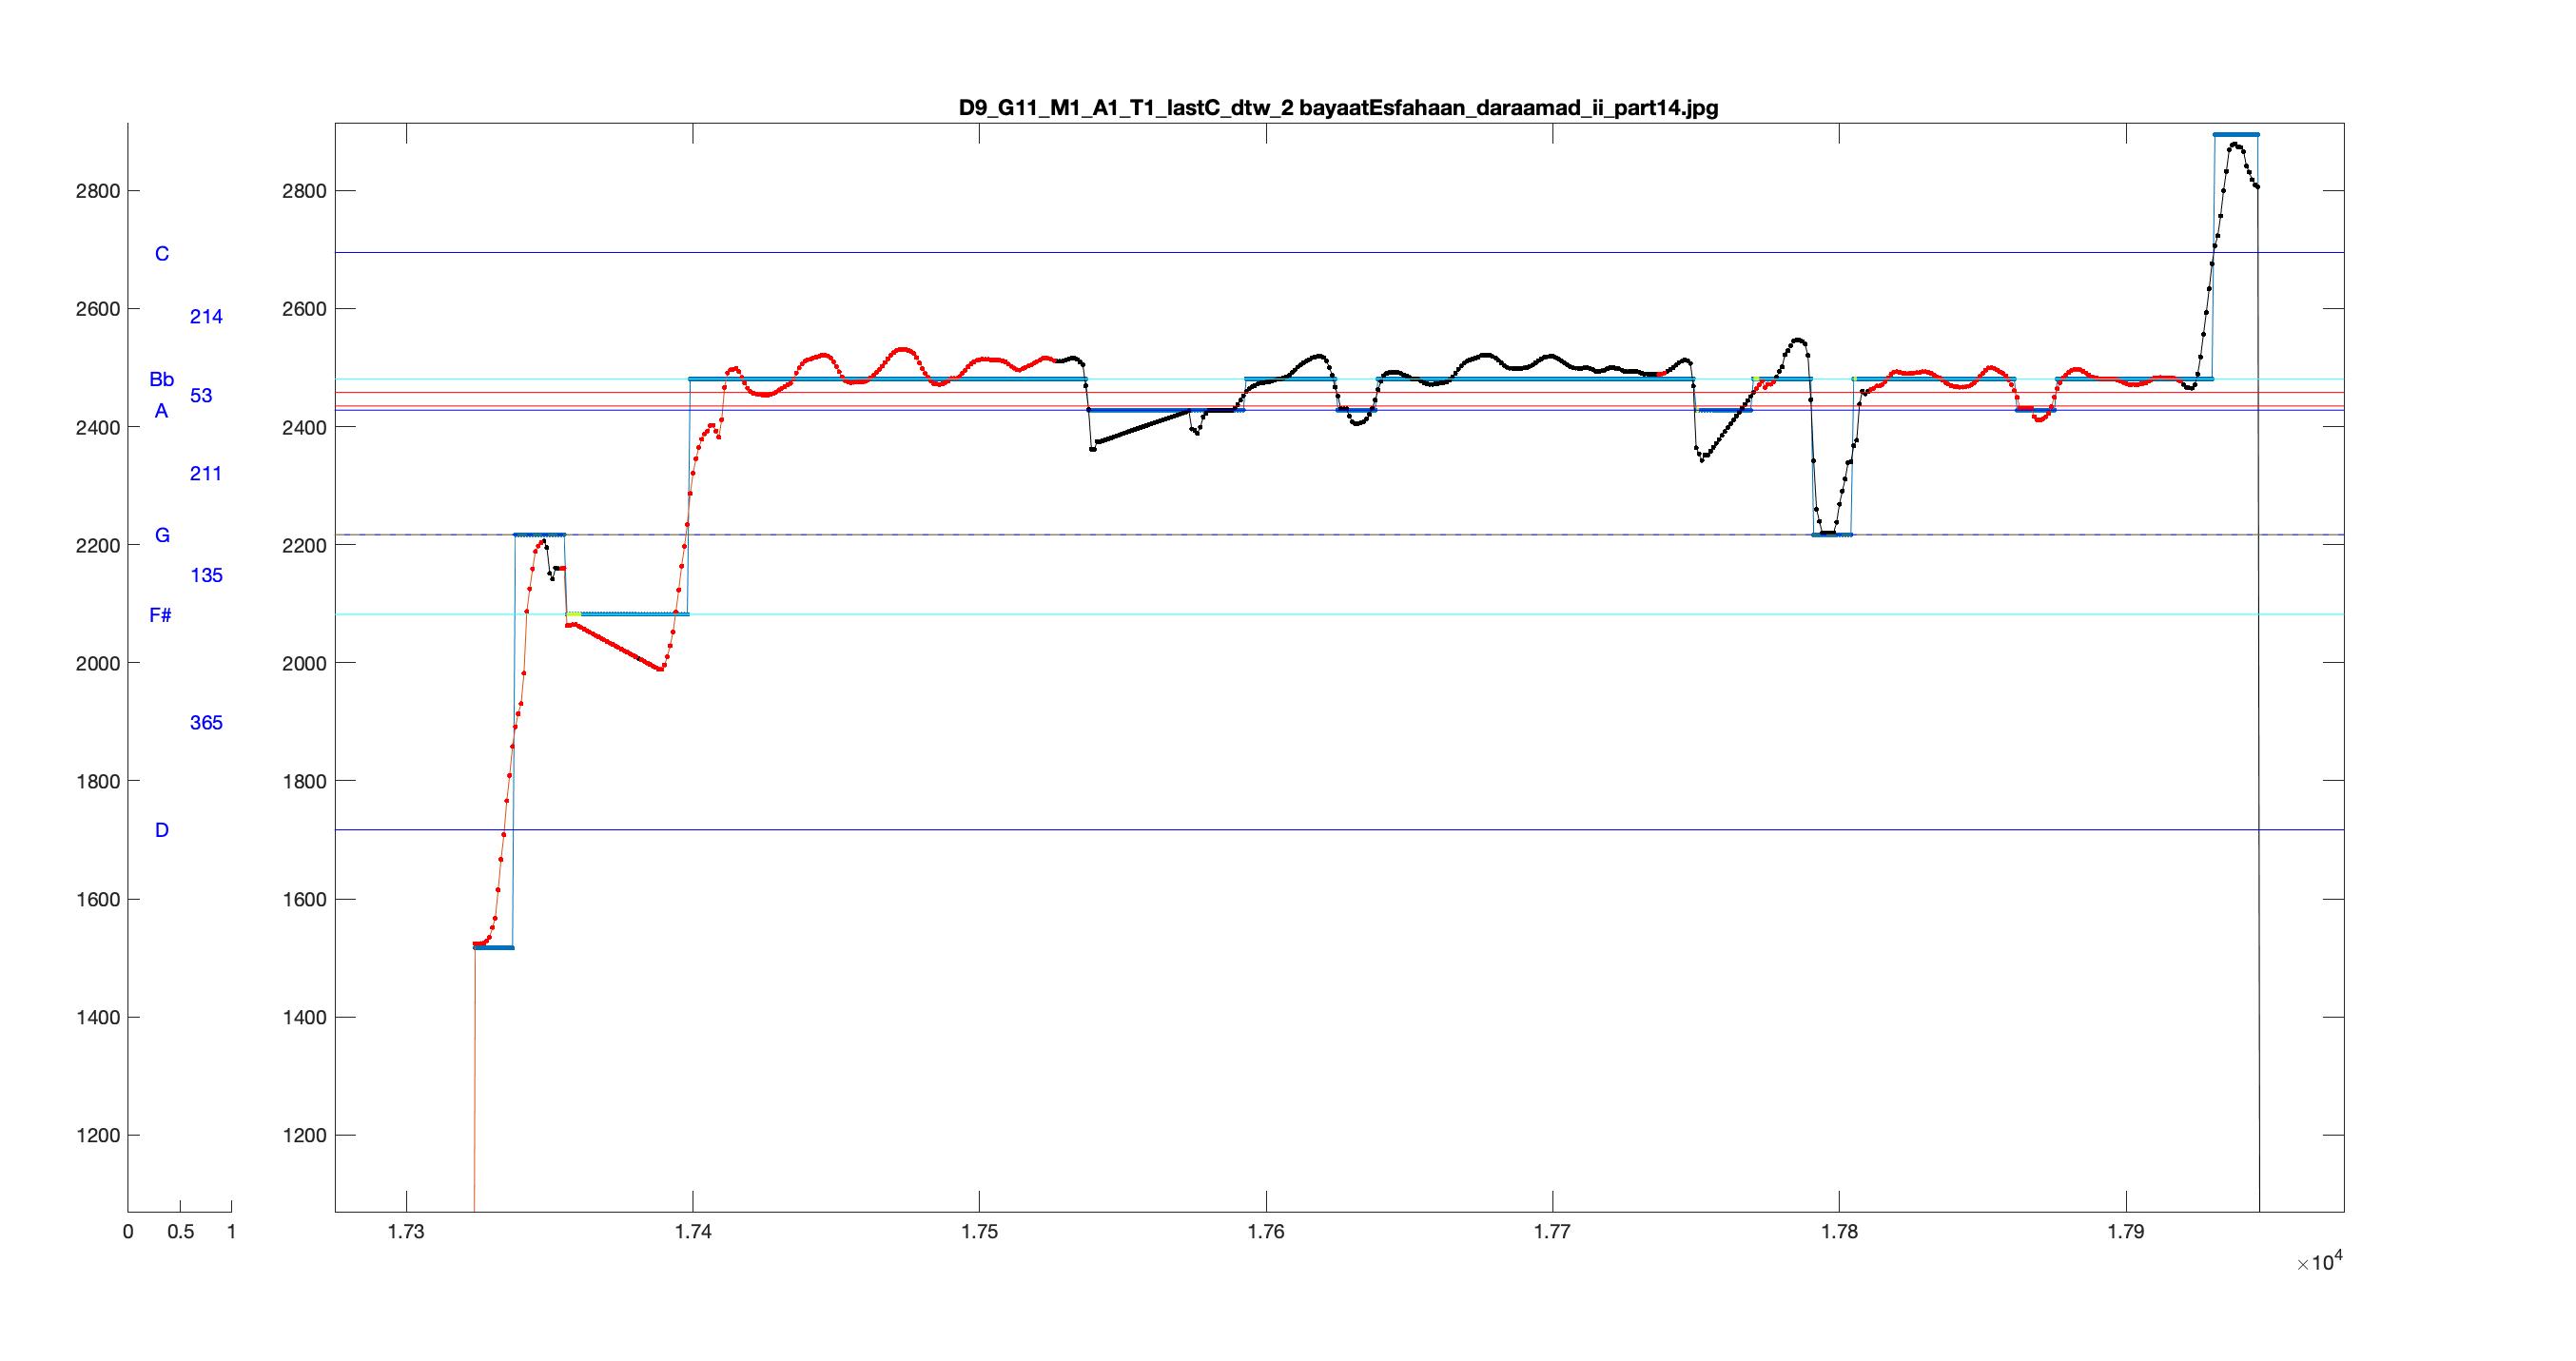 D9_G11_M1_A1_T1_lastC_dtw_2 bayaatEsfahaan_daraamad_ii_part14.jpg
2800 2800
C
2600 214 2600
Bb
53
A
2400 2400
211
G
2200 2200
135
F#
2000 2000
365
1800 1800
D
1600 1600
1400 1400
1200 1200
0 0.5 1 1.73 1.74 1.75 1.76 1.77 1.78 1.79
×10^4